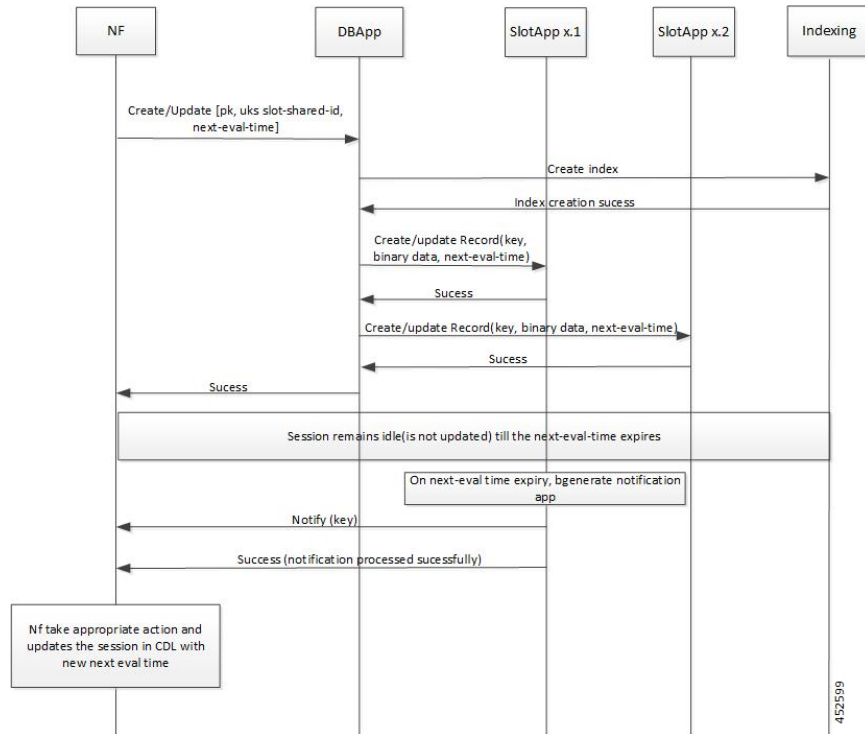 NF
DBApp
SlotApp x.1
SlotApp x.2
Indexing
Create/Update [pk, uks slot-shared-id,
next-eval-time]
Create index
Index creation sucess
Create/update Record(key,
binary data, next-eval-time)
Sucess
Create/update Record(key, binary data, next-eval-time)
Sucess
Sucess
Session remains idle(is not updated) till the next-eval-time expires
On next-eval time expiry, bgenerate notification
app
Notify (key)
Success (notification processed sucessfully)
Nf take appropriate action and
updates the session in CDL with
new next eval time
452599